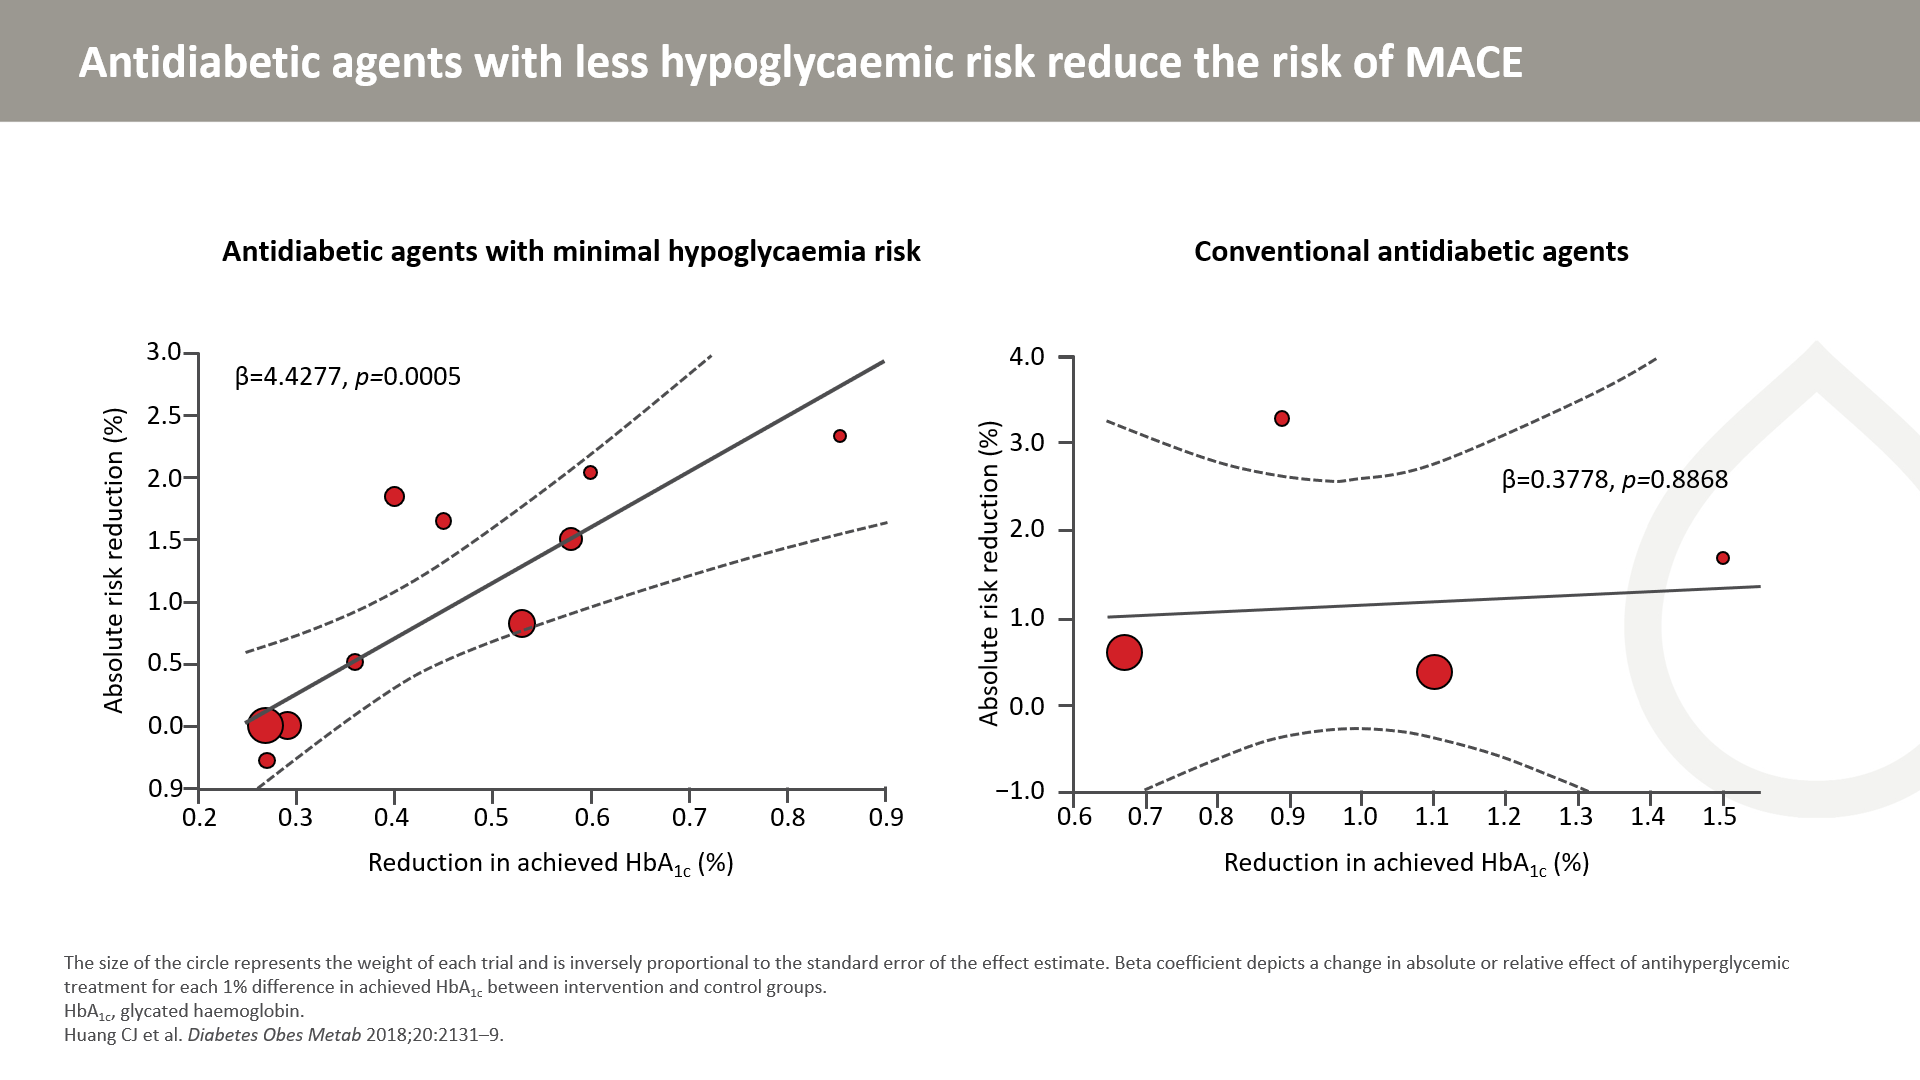 Antidiabetic agents with less hypoglycaemic risk reduce the risk of MACE
Antidiabetic agents with minimal hypoglycaemia risk
β=4.4277, p=0.0005
Absolute risk reduction (%)
3.0
2.5
2.0
1.5
1.0
0.5
0.0
0.9
0.2 0.3 0.4 0.5 0.6 0.7 0.8 0.9
Reduction in achieved HbA1c (%)
Conventional antidiabetic agents
β=0.3778, p=0.8868
Absolute risk reduction (%)
4.0
3.0
2.0
1.0
0.0
−1.0
0.6 0.7 0.8 0.9 1.0 1.1 1.2 1.3 1.4 1.5
Reduction in achieved HbA1c (%)
The size of the circle represents the weight of each trial and is inversely proportional to the standard error of the effect estimate. Beta coefficient depicts a change in absolute or relative effect of antihyperglycemic
treatment for each 1% difference in achieved HbA1c between intervention and control groups.
HbA1c, glycated haemoglobin.
Huang CJ et al. Diabetes Obes Metab 2018;20:2131–9.